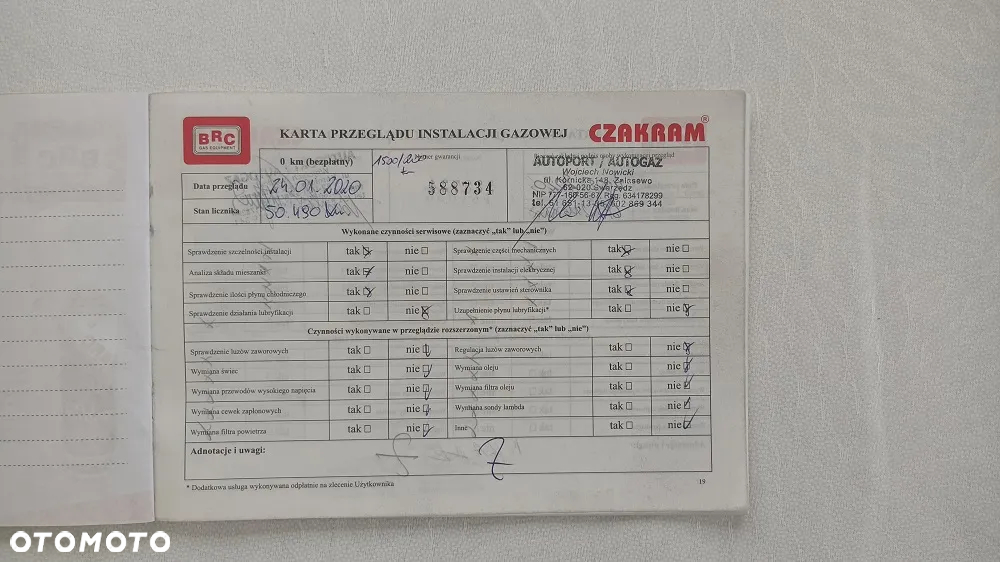 BRC
GAS EQUIPMENT
KARTA PRZEGLĄDU INSTALACJI GAZOWEJ
CZAKRAM®
0 km (bezpłatny)
1500/
km
Numer gwarancji
588734
AUTOPORT / AUTOGAZ
Wojciech Nowicki
ul. Kórnicka 148, Zalasewo
62-020 Swarzędz
Data przeglądu 24.01.2020
Stan licznika 50.490 km
Wykonane czynności serwisowe (zaznaczyć „tak” lub „nie”)
Sprawdzenie szczelności instalacji tak nie Sprawdzenie części mechanicznych tak nie
Analiza składu mieszanki tak nie Sprawdzenie instalacji elektrycznej tak nie
Sprawdzenie ilości płynu chłodniczego tak nie Sprawdzenie ustawień sterownika tak nie
Sprawdzenie działania lubryfikacji tak nie Uzupełnienie płynu lubryfikacji* tak nie
Czynności wykonywane w przeglądzie rozszerzonym* (zaznaczyć „tak” lub „nie”)
Sprawdzenie luzów zaworowych tak nie Regulacja luzów zaworowych tak nie
Wymiana świec tak nie Wymiana oleju tak nie
Wymiana przewodów wysokiego napięcia tak nie Wymiana filtra oleju tak nie
Wymiana cewek zapłonowych tak nie Wymiana sondy lambda tak nie
Wymiana filtra powietrza tak nie Inne tak nie
Adnotacje i uwagi:
* Dodatkowa usługa wykonywana odpłatnie na zlecenie Użytkownika
19
OTOMOTO